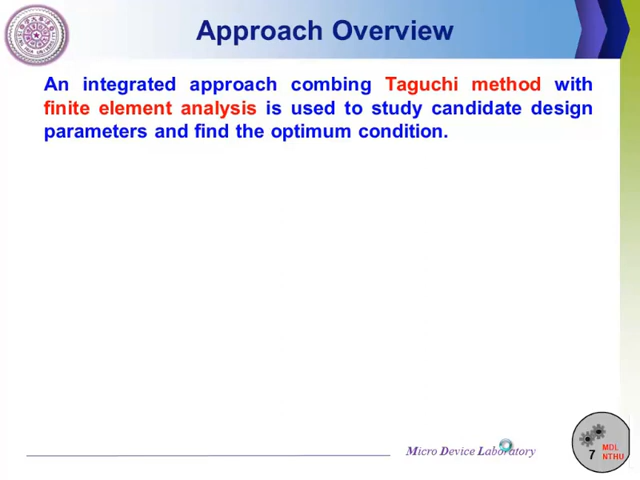 Approach Overview
An integrated approach combing Taguchi method with
finite element analysis is used to study candidate design
parameters and find the optimum condition.
Micro Device Laboratory
7
MDL
NTHU